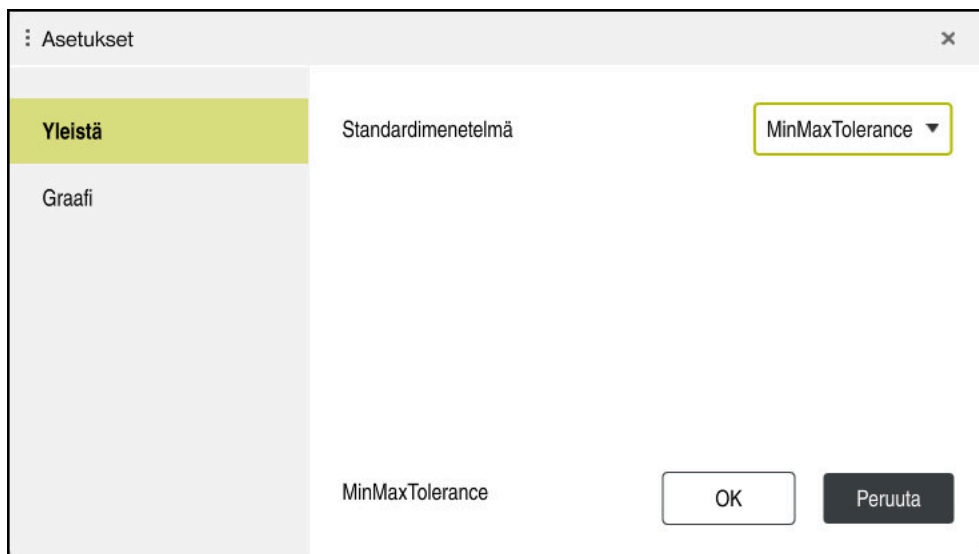 Asetukset
Yleistä
Standardimenetelmä
MinMaxTolerance
Graafi
MinMaxTolerance
OK
Peruuta